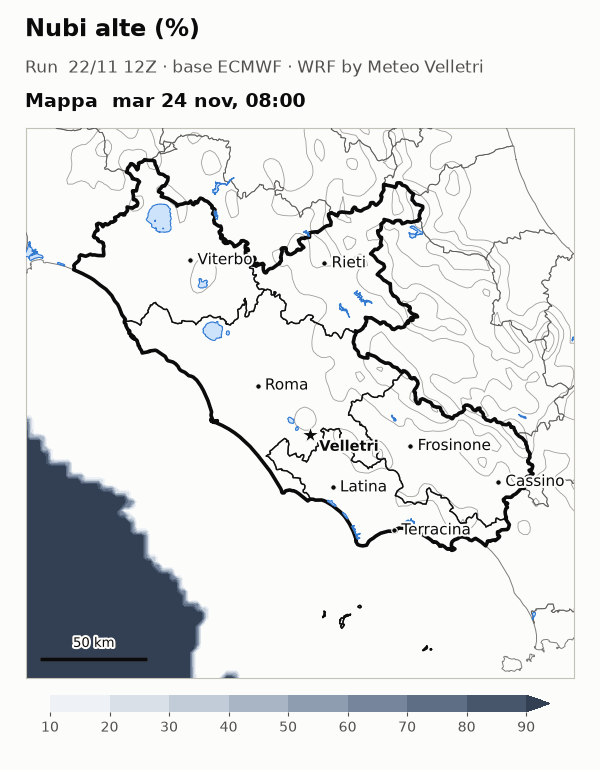 Nubi alte (%)
Run  22/11 12Z · base ECMWF · WRF by Meteo Velletri
Mappa  mar 24 nov, 08:00
Viterbo
Rieti
Roma
Velletri
Frosinone
Cassino
Latina
Terracina
50 km
10 20 30 40 50 60 70 80 90